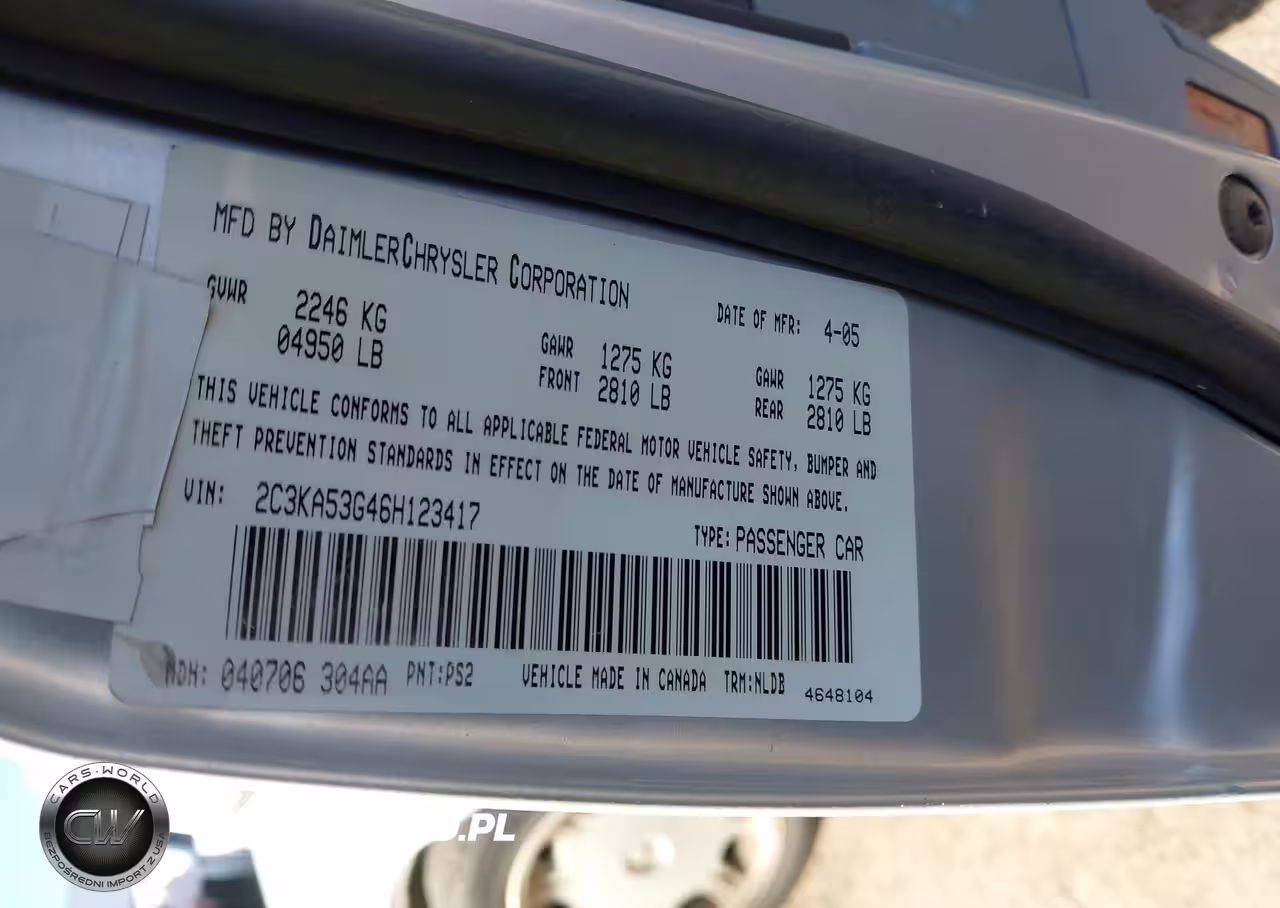 MFD BY DAIMLERCHRYSLER CORPORATION
DATE OF MFR: 4-05
GVWR 2246 KG
04950 LB
GAWR FRONT 1275 KG
2810 LB
GAWR REAR 1275 KG
2810 LB
THIS VEHICLE CONFORMS TO ALL APPLICABLE FEDERAL MOTOR VEHICLE SAFETY, BUMPER AND
THEFT PREVENTION STANDARDS IN EFFECT ON THE DATE OF MANUFACTURE SHOWN ABOVE.
VIN: 2C3KA53G46H123417
TYPE: PASSENGER CAR
MDH: 040706 304AA PNT:PS2 VEHICLE MADE IN CANADA TRM:NLDB 4648104
CARS-WORLD
CW
BEZPOŚREDNI IMPORT Z USA
.PL